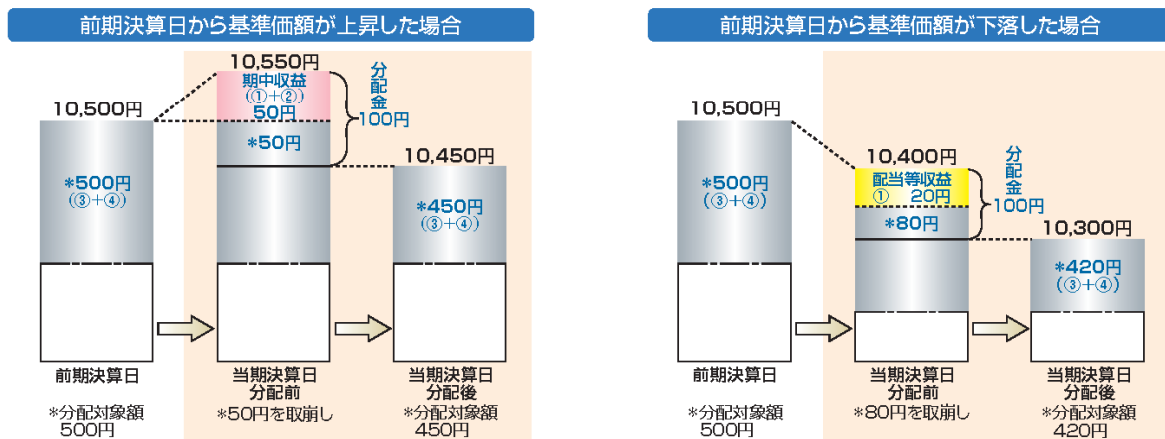 前期決算日から基準価額が上昇した場合
10,550円
期中収益
(①+②)
50円
分配金
100円
10,500円
*50円
10,450円
*500円
(③+④)
*450円
(③+④)
前期決算日
当期決算日
分配前
当期決算日
分配後
*分配対象額
500円
*50円を取崩し
*分配対象額
450円
前期決算日から基準価額が下落した場合
10,500円
10,400円
配当等収益
① 20円
分配金
100円
*500円
(③+④)
*80円
10,300円
*420円
(③+④)
前期決算日
当期決算日
分配前
当期決算日
分配後
*分配対象額
500円
*80円を取崩し
*分配対象額
420円